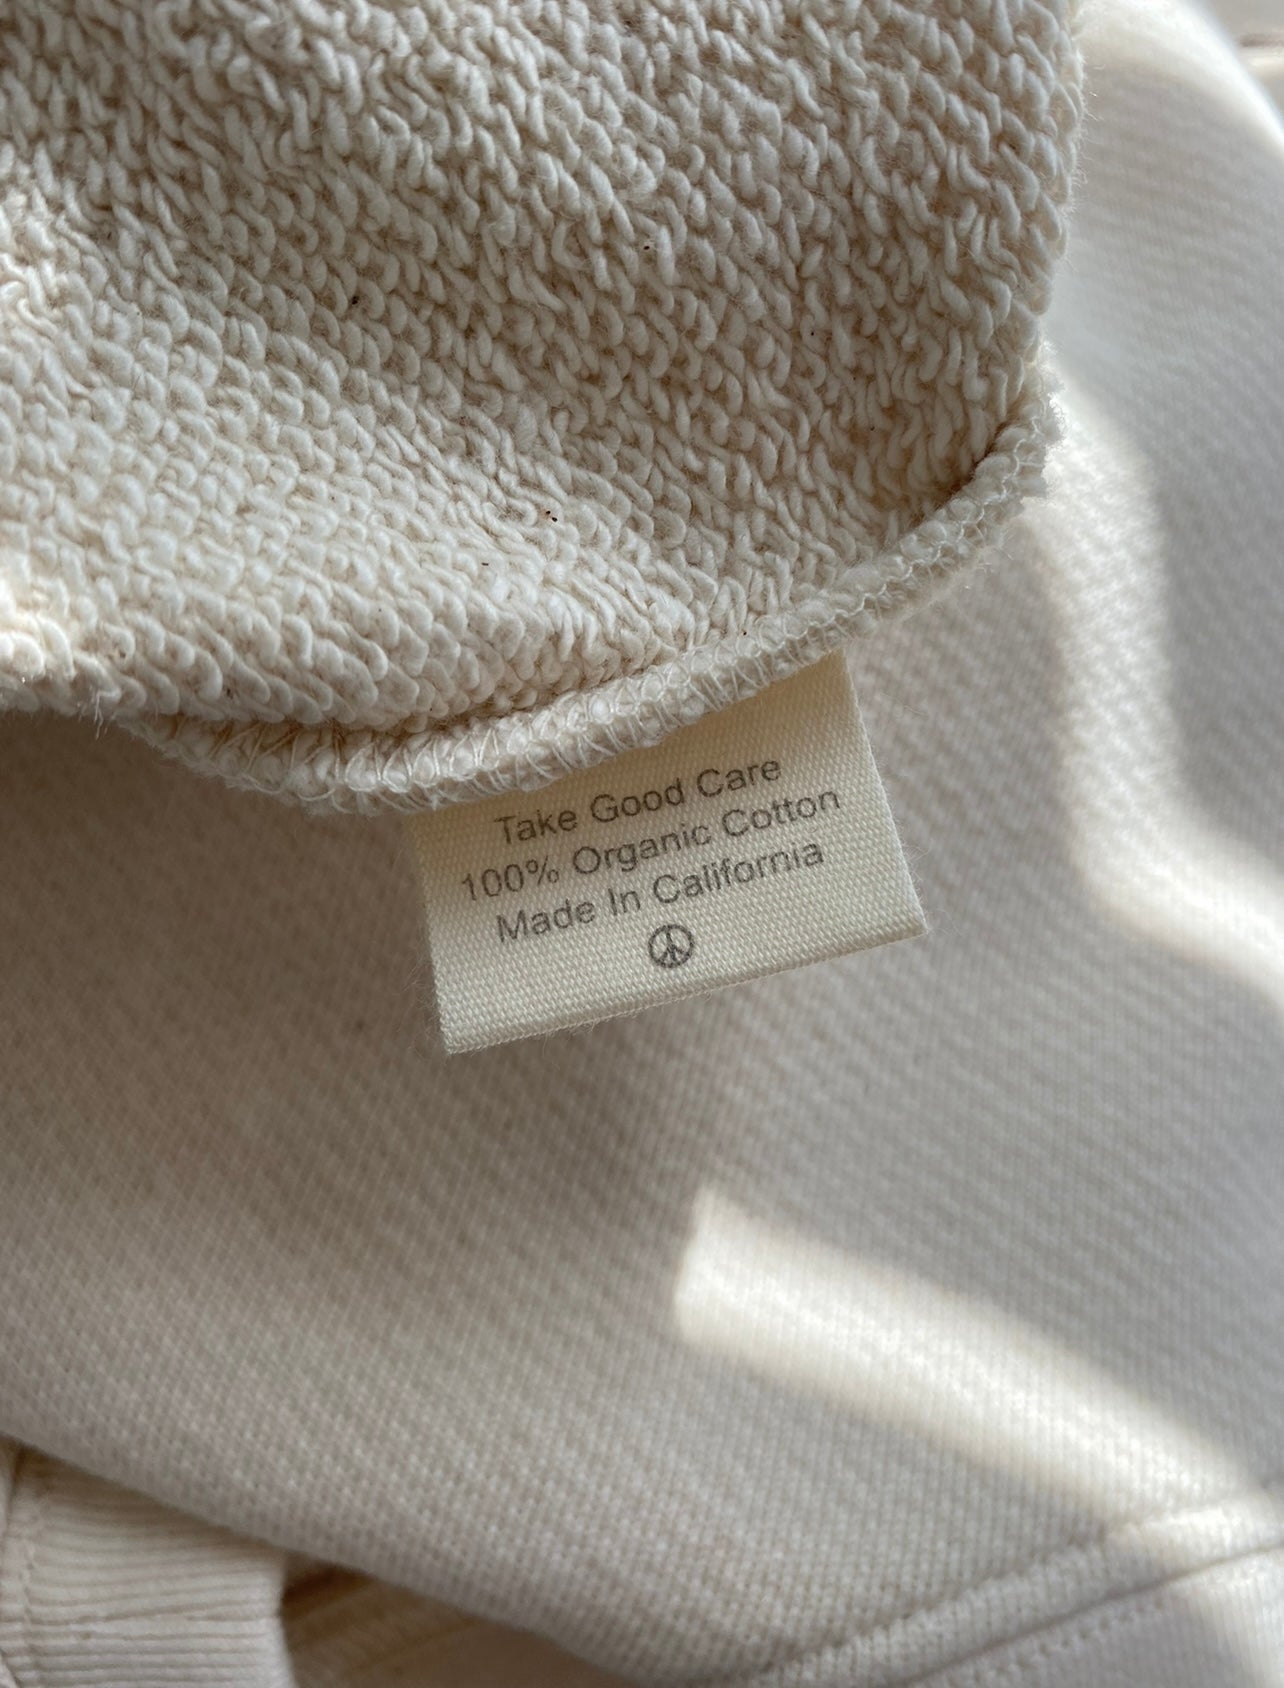 Take Good Care
100% Organic Cotton
Made In California